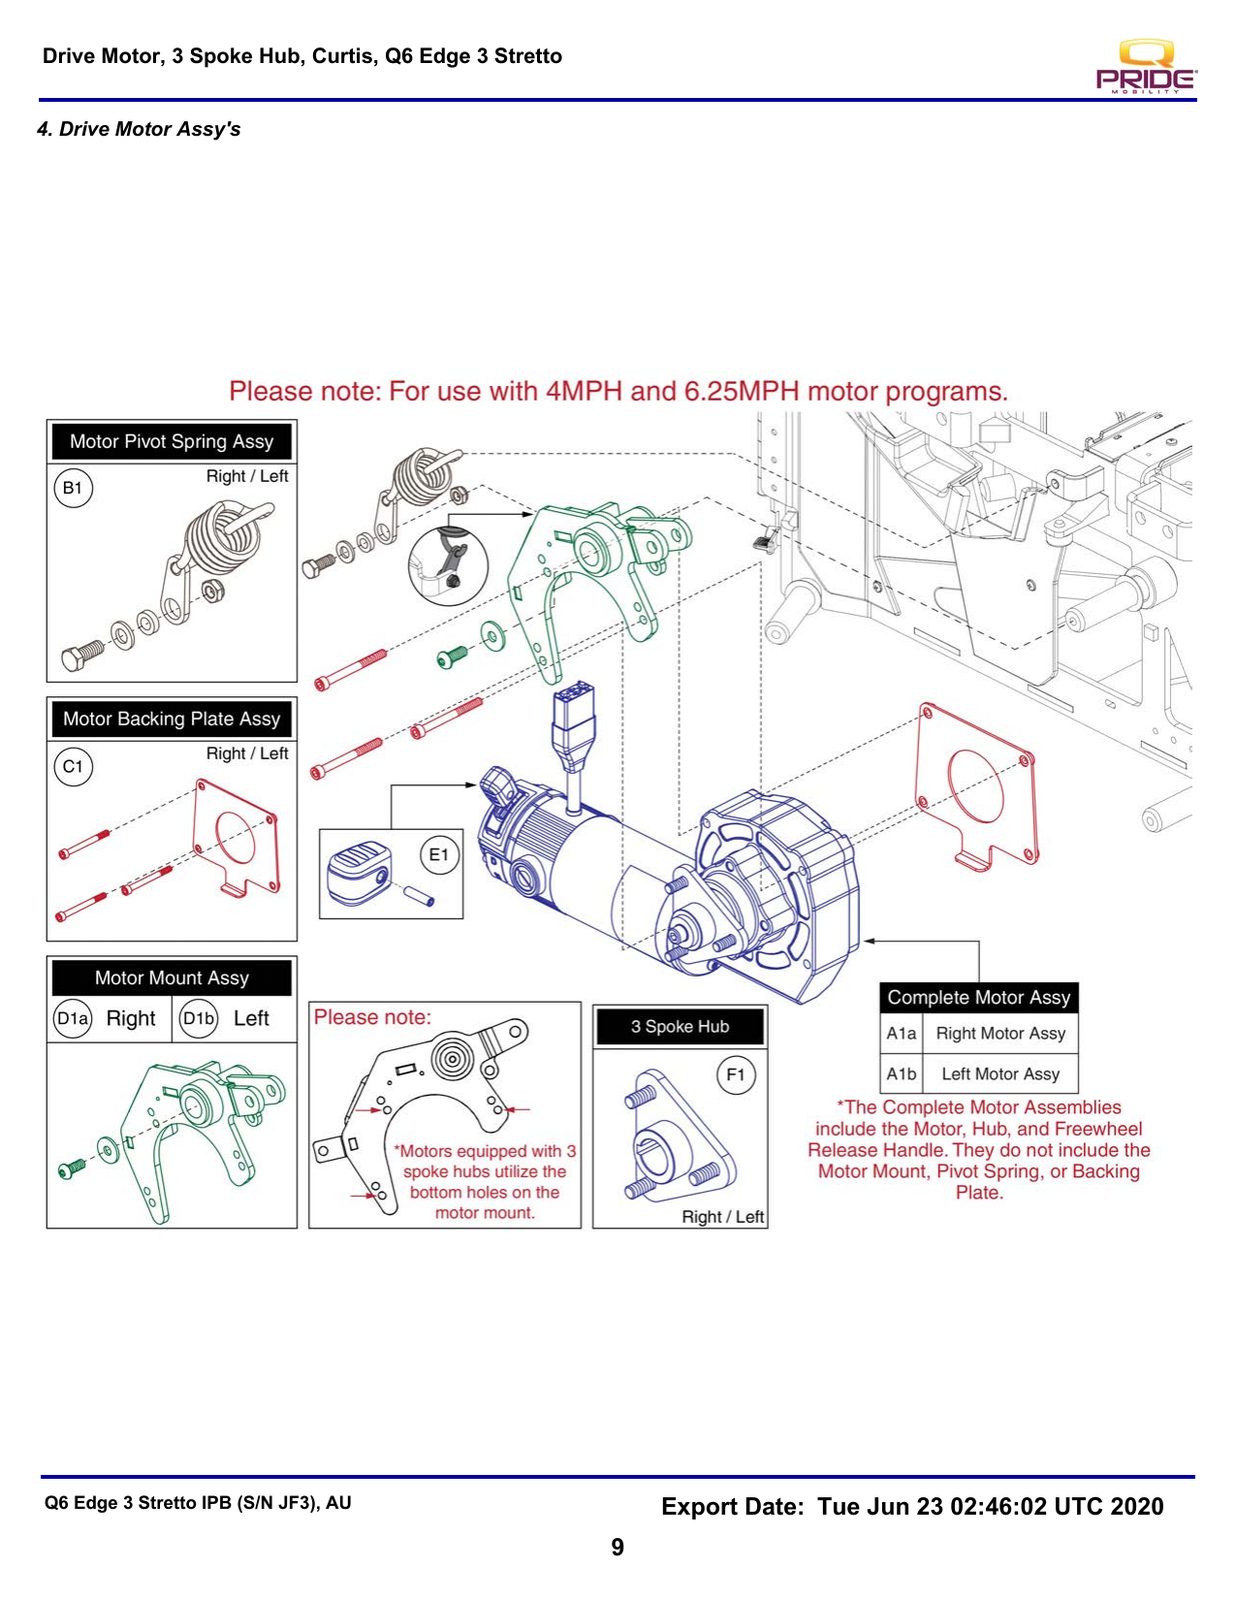 Drive Motor, 3 Spoke Hub, Curtis, Q6 Edge 3 Stretto
Q
PRIDE
MOBILITY
4. Drive Motor Assy's
Please note: For use with 4MPH and 6.25MPH motor programs.
Motor Pivot Spring Assy
B1
Right / Left
Motor Backing Plate Assy
C1
Right / Left
E1
Motor Mount Assy
D1a Right D1b Left
Please note:
*Motors equipped with 3
spoke hubs utilize the
bottom holes on the
motor mount.
3 Spoke Hub
F1
Right / Left
Complete Motor Assy
A1a Right Motor Assy
A1b Left Motor Assy
*The Complete Motor Assemblies
include the Motor, Hub, and Freewheel
Release Handle. They do not include the
Motor Mount, Pivot Spring, or Backing
Plate.
Q6 Edge 3 Stretto IPB (S/N JF3), AU
Export Date: Tue Jun 23 02:46:02 UTC 2020
9